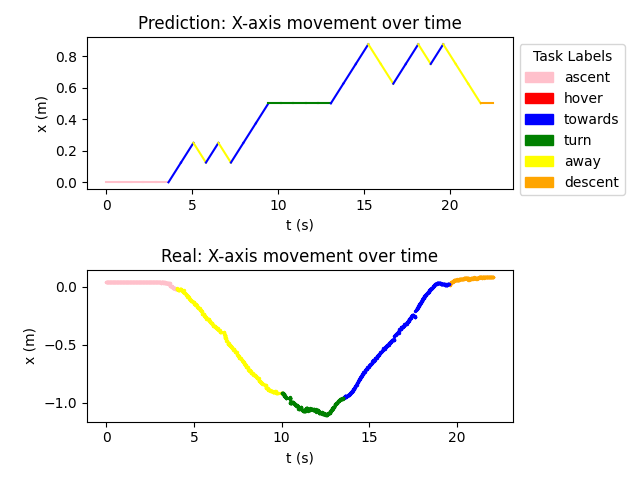 Prediction: X-axis movement over time
x (m)
0.8
0.6
0.4
0.2
0.0
0
5
10
15
20
t (s)
Task Labels
ascent
hover
towards
turn
away
descent
Real: X-axis movement over time
x (m)
0.0
−0.5
−1.0
0
5
10
15
20
t (s)